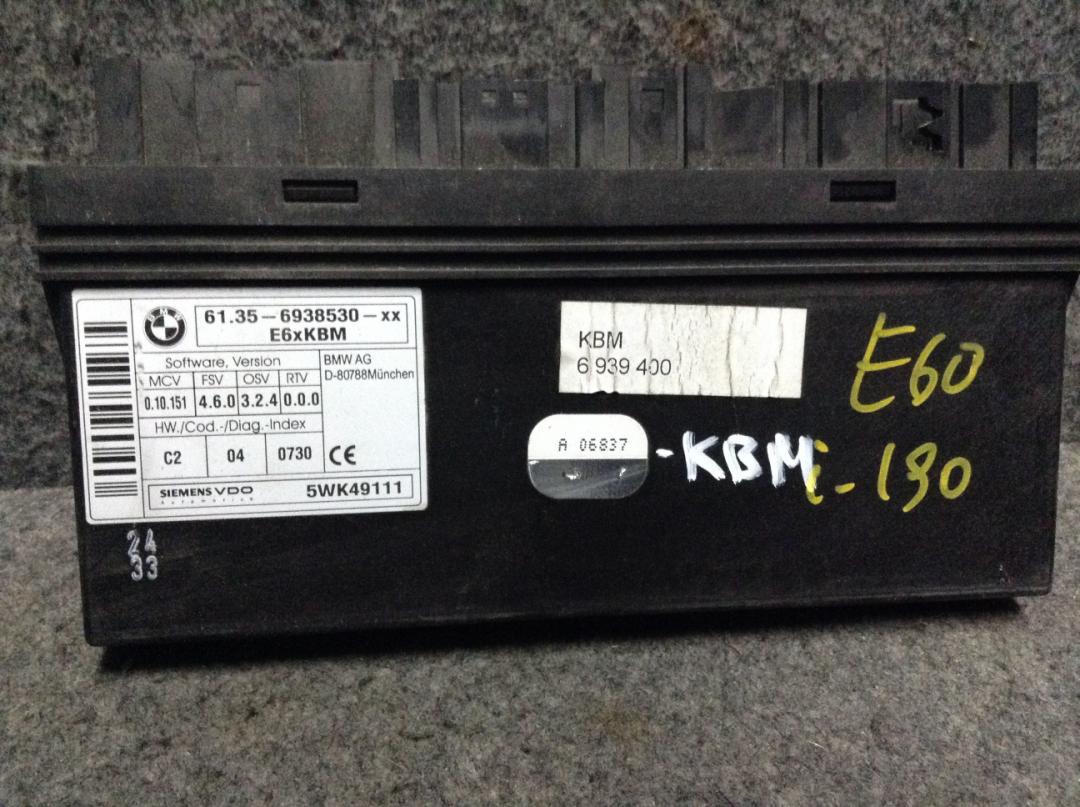 BMW
61.35-6938530-xx
E6xKBM
Software, Version
MCV FSV OSV RTV
0.10.151 4.6.0 3.2.4 0.0.0
BMW AG
D-80788München
HW./Cod.-/Diag.-Index
C2 04 0730 CE
SIEMENS VDO
Automotive
5WK49111
24
33
KBM
6 939 400
A 06837
-KBM
E60
i-190